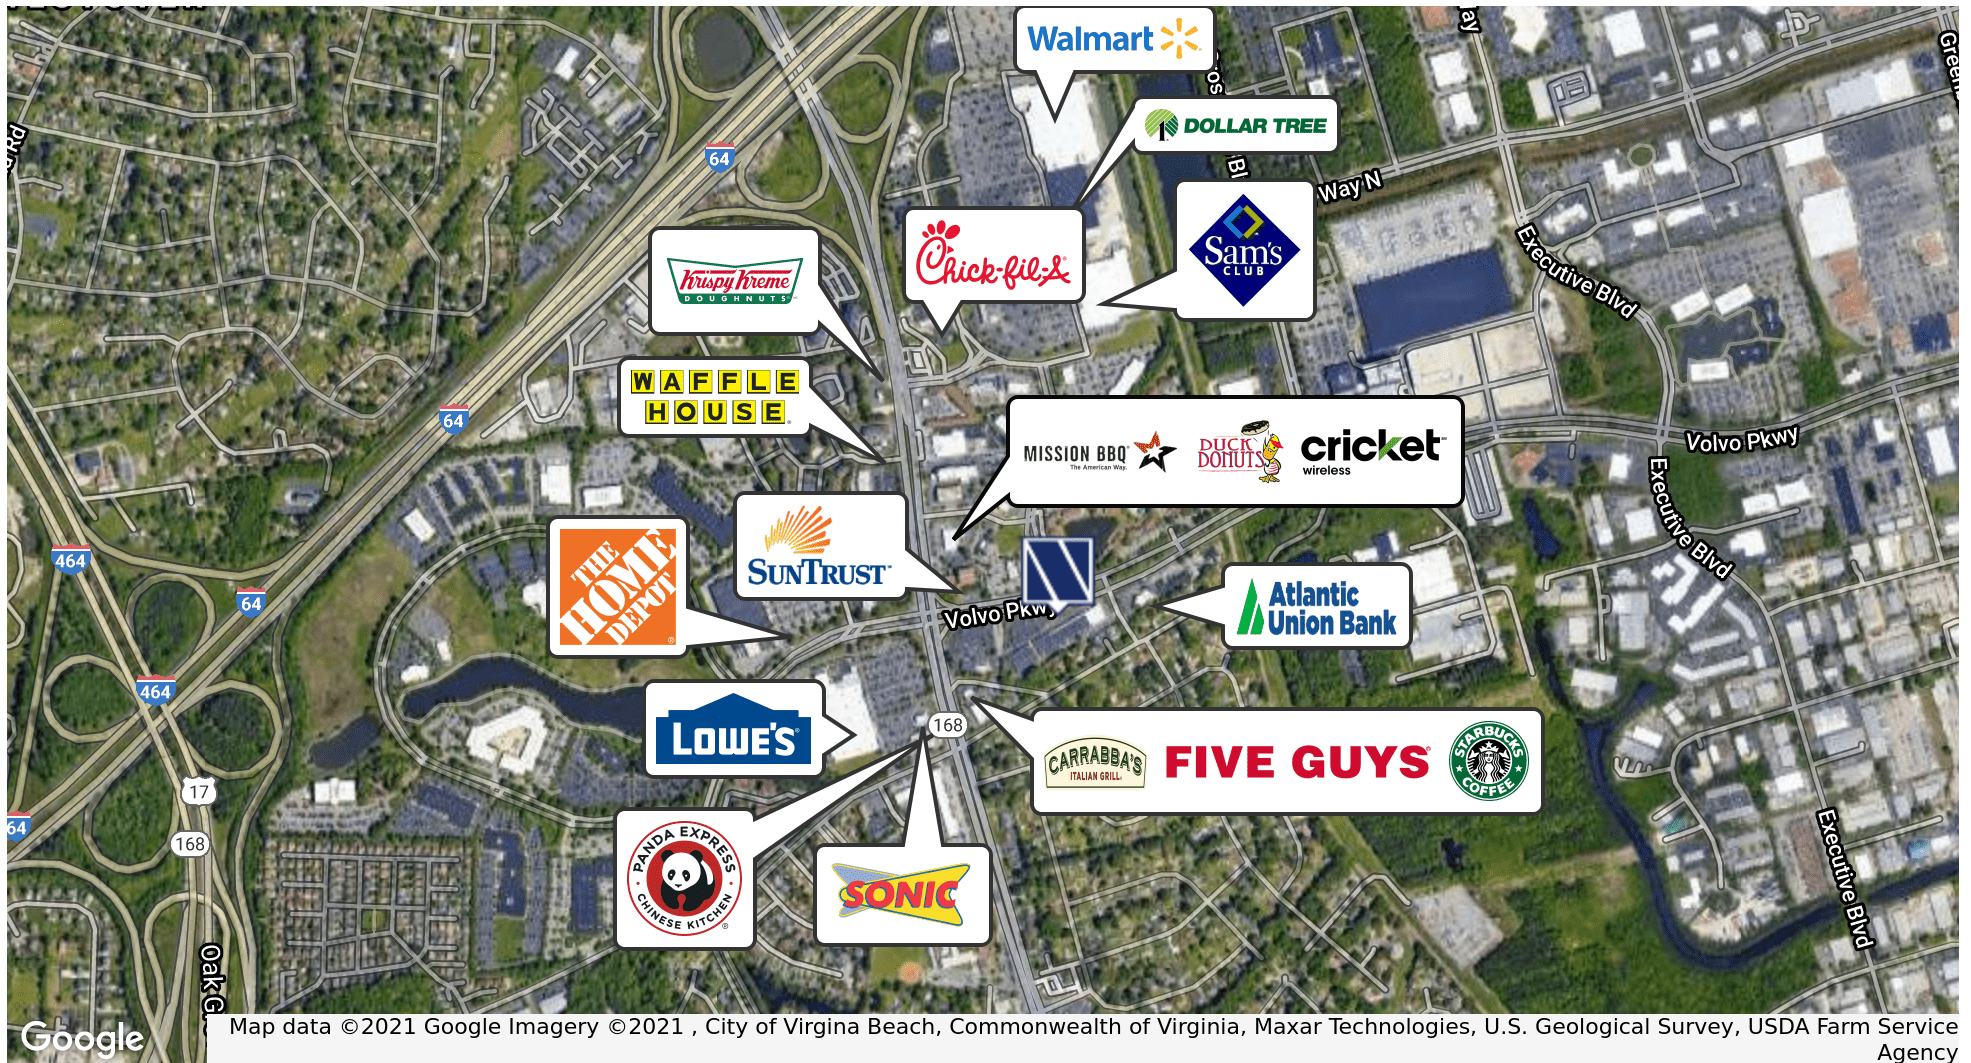 Walmart
DOLLAR TREE
64
Way N
Chick-fil-A
Sam's
CLUB
Krispy Kreme
DOUGHNUTS
Executive Blvd
WAFFLE
HOUSE
64
MISSION BBQ
The American Way.
DUCK
DONUTS
cricket
wireless
Volvo Pkwy
Executive Blvd
THE
HOME
DEPOT
SUNTRUST
464
64
Volvo Pkwy
Atlantic
Union Bank
464
LOWE'S
168
CARRABBA'S
ITALIAN GRILL
FIVE GUYS
STARBUCKS
COFFEE
17
168
64
PANDA EXPRESS
CHINESE KITCHEN
SONIC
Executive Blvd
Google
Map data ©2021 Google Imagery ©2021 , City of Virgina Beach, Commonwealth of Virginia, Maxar Technologies, U.S. Geological Survey, USDA Farm Service
Agency